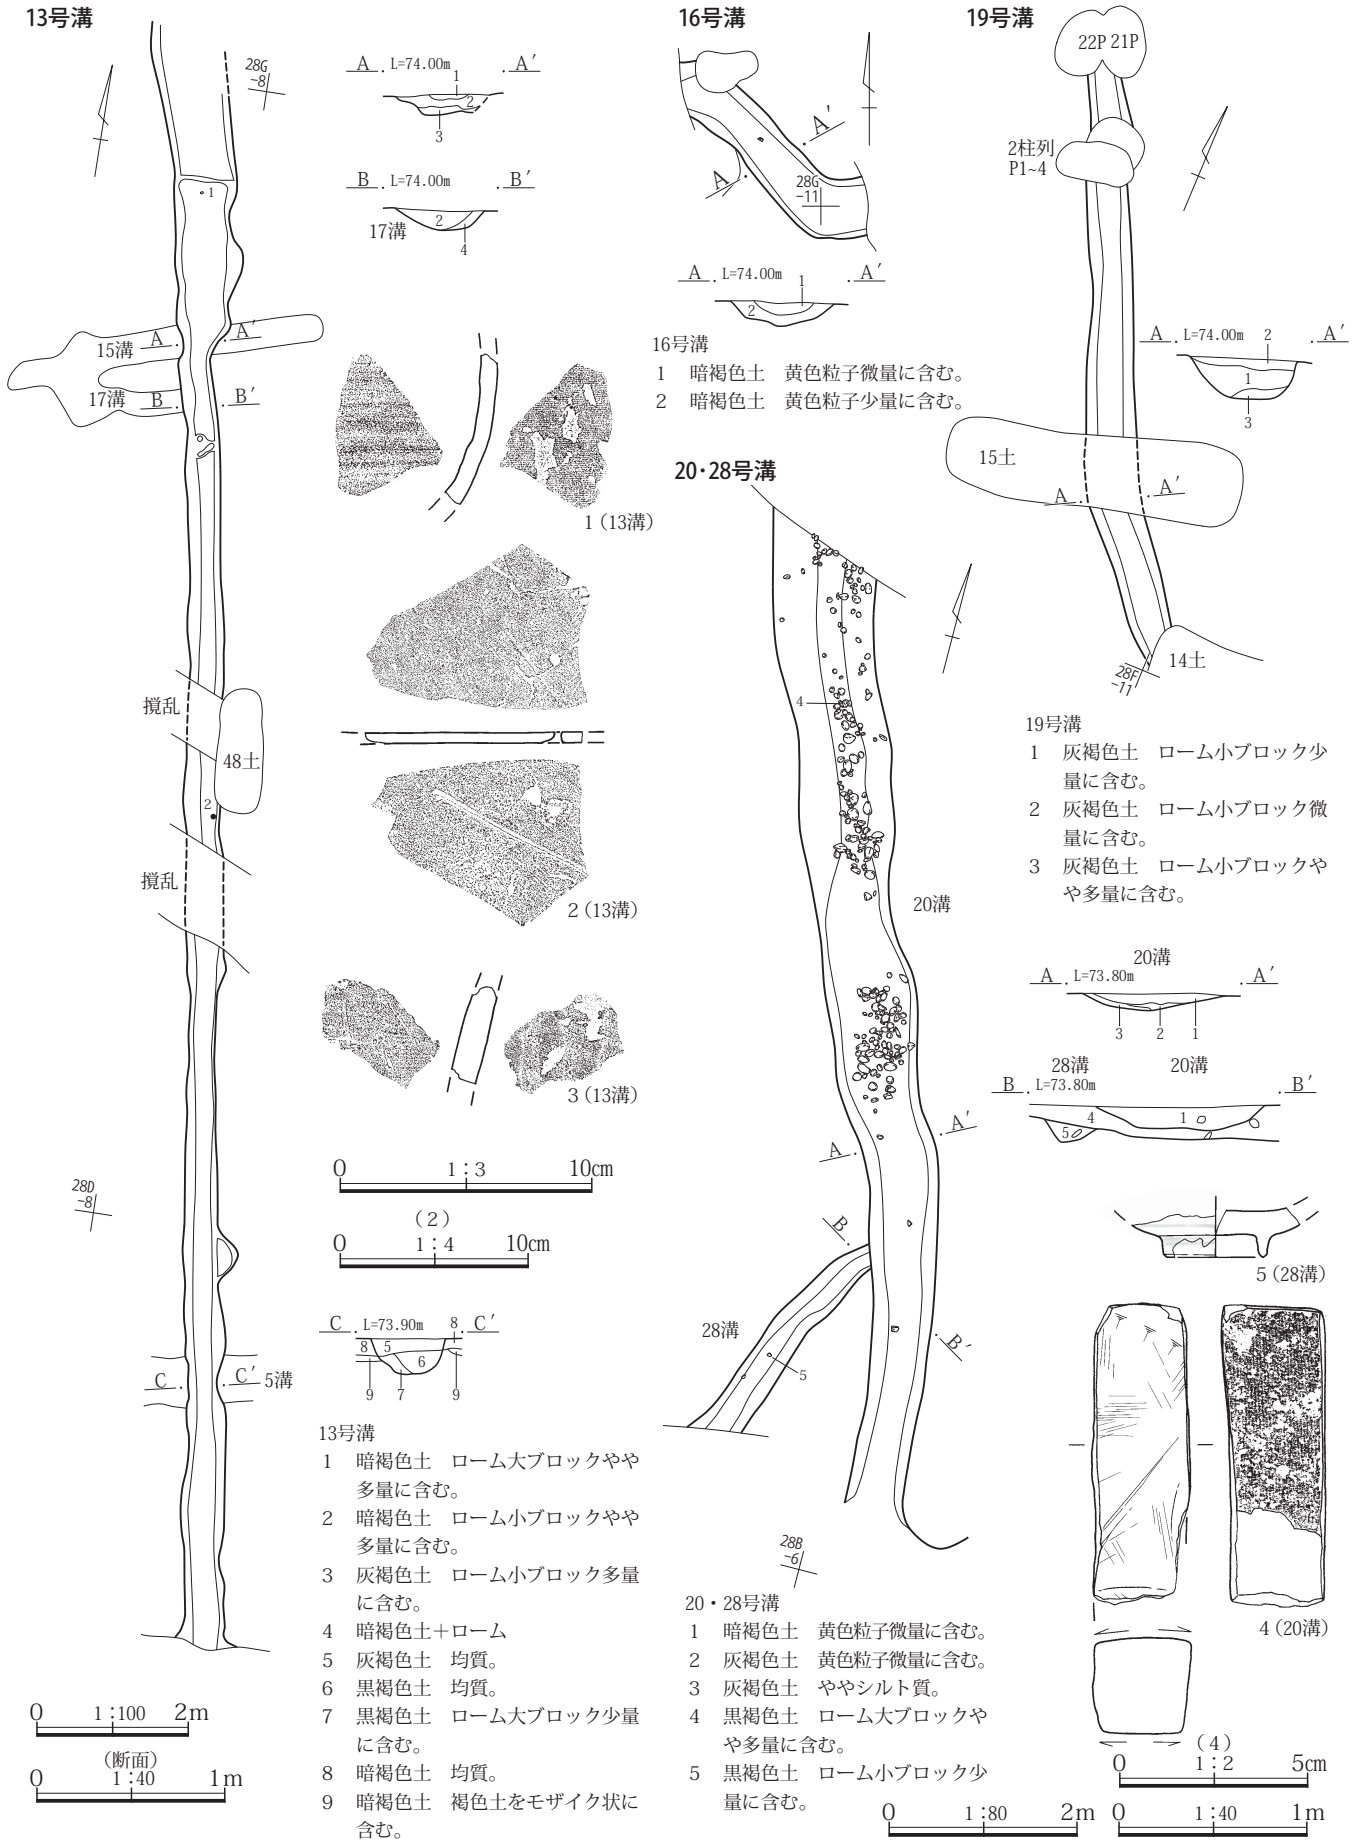 13号溝
28G
-8
A L=74.00m A′
1
2
3
B L=74.00m B′
17溝
2
4
1
15溝
A A′
17溝
B B′
1(13溝)
2(13溝)
3(13溝)
攪乱
48土
2
攪乱
28D
-8
C C′ 5溝
0 1:3 10cm
(2)
0 1:4 10cm
C L=73.90m 8 C′
8 5 6
9 7 9
13号溝
1 暗褐色土 ローム大ブロックやや
多量に含む。
2 暗褐色土 ローム小ブロックやや
多量に含む。
3 灰褐色土 ローム小ブロック多量
に含む。
4 暗褐色土+ローム
5 灰褐色土 均質。
6 黒褐色土 均質。
7 黒褐色土 ローム大ブロック少量
に含む。
8 暗褐色土 均質。
9 暗褐色土 褐色土をモザイク状に
含む。
0 1:100 2m
(断面)
0 1:40 1m
16号溝
A A'
28G
-11
A L=74.00m A′
1
2
16号溝
1 暗褐色土 黄色粒子微量に含む。
2 暗褐色土 黄色粒子少量に含む。
20・28号溝
4
20溝
A A′
B B′
28溝
5
28B
-6
20・28号溝
1 暗褐色土 黄色粒子微量に含む。
2 灰褐色土 黄色粒子微量に含む。
3 灰褐色土 ややシルト質。
4 黒褐色土 ローム大ブロックや
や多量に含む。
5 黒褐色土 ローム小ブロック少
量に含む。
0 1:80 2m
19号溝
22P 21P
2柱列
P1~4
A L=74.00m 2 A′
1
3
15土
A A′
14土
28F
-11
19号溝
1 灰褐色土 ローム小ブロック少
量に含む。
2 灰褐色土 ローム小ブロック微
量に含む。
3 灰褐色土 ローム小ブロックや
や多量に含む。
20溝
A L=73.80m A′
3 2 1
28溝 20溝
B L=73.80m B′
4 1
5
5(28溝)
4(20溝)
(4)
0 1:2 5cm
0 1:40 1m